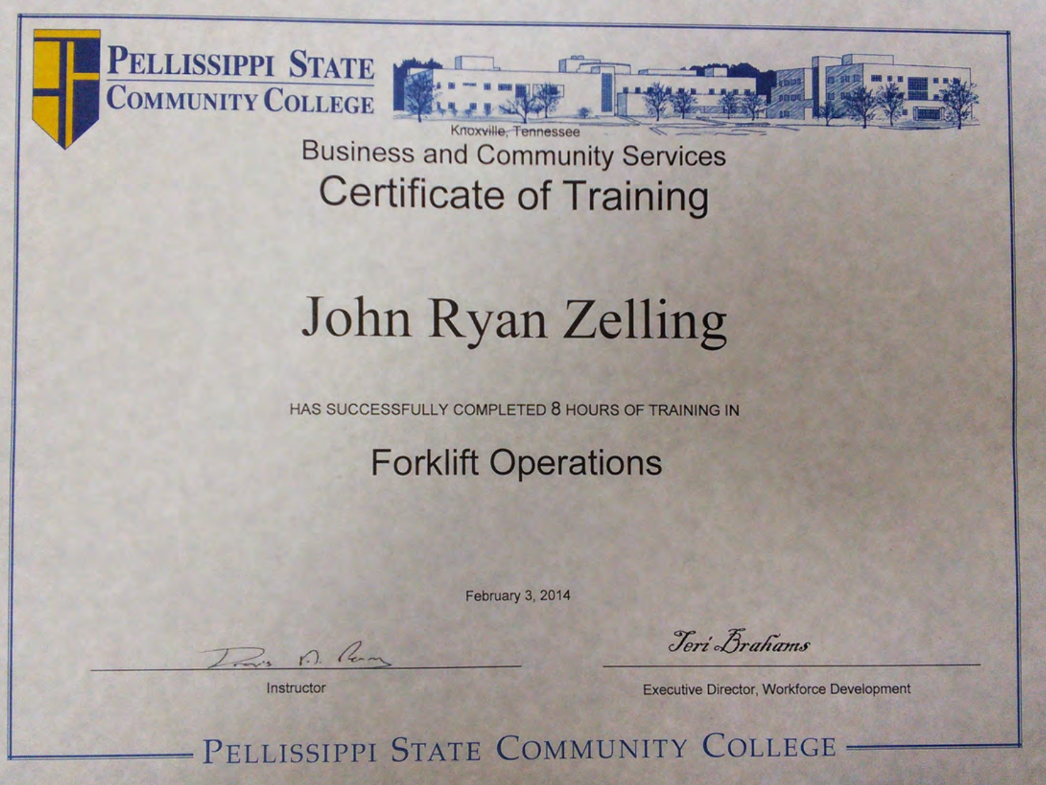 PELLISSIPPI STATE
COMMUNITY COLLEGE
Knoxville, Tennessee
Business and Community Services
Certificate of Training
John Ryan Zelling
HAS SUCCESSFULLY COMPLETED 8 HOURS OF TRAINING IN
Forklift Operations
February 3, 2014
Teri Brahams
Instructor
Executive Director, Workforce Development
PELLISSIPPI STATE COMMUNITY COLLEGE